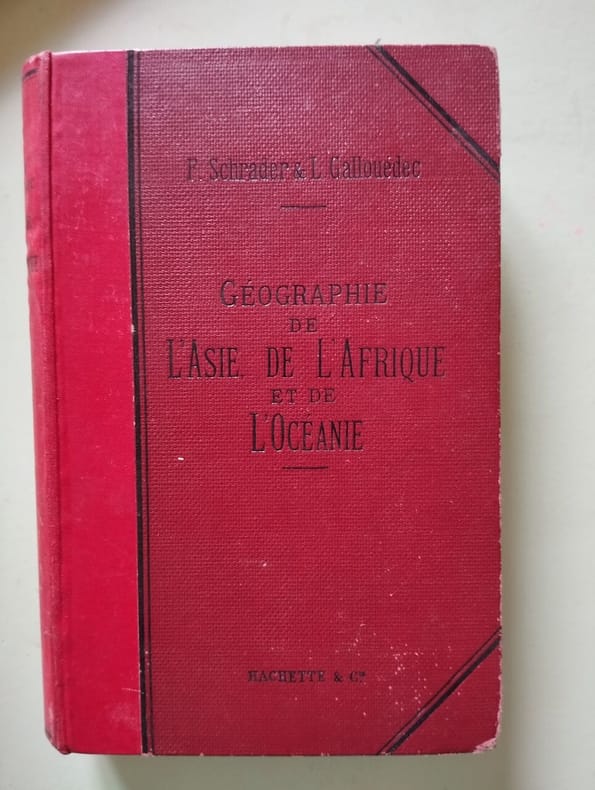 F. Schrader & L. Gallouédec
GÉOGRAPHIE
DE
L'ASIE, DE L'AFRIQUE
ET DE
L'OCÉANIE
HACHETTE & Cie